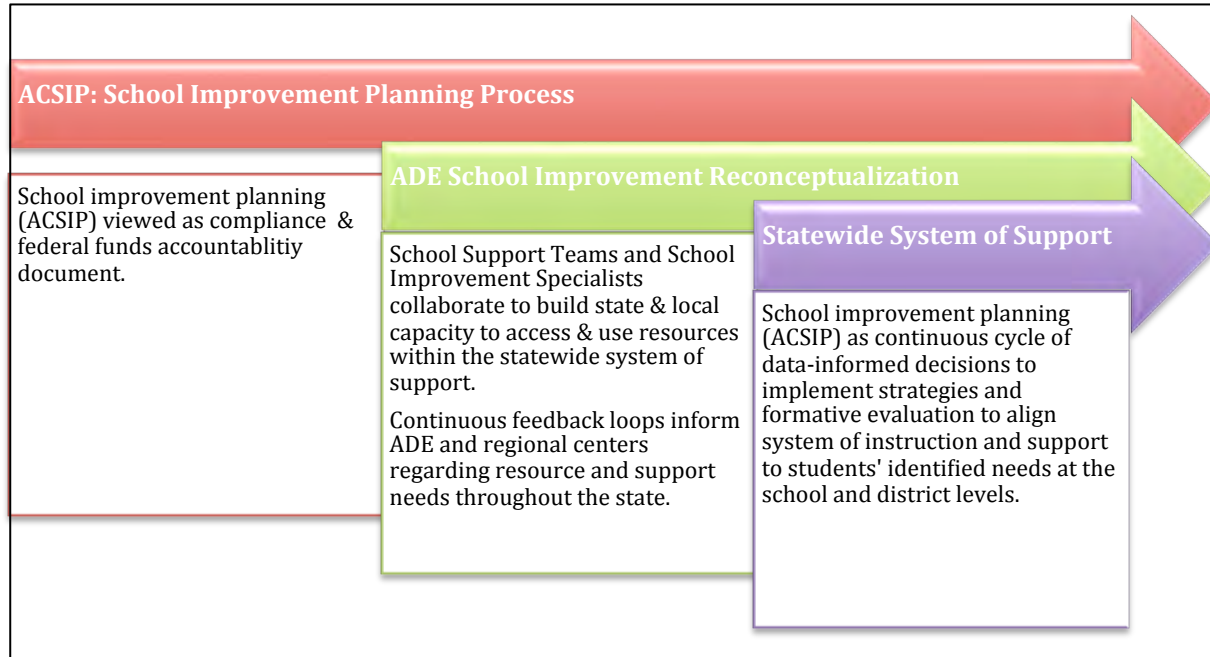 ACSIP: School Improvement Planning Process
School improvement planning
(ACSIP) viewed as compliance &
federal funds accountablitiy
document.
ADE School Improvement Reconceptualization
School Support Teams and School
Improvement Specialists
collaborate to build state & local
capacity to access & use resources
within the statewide system of
support.
Continuous feedback loops inform
ADE and regional centers
regarding resource and support
needs throughout the state.
Statewide System of Support
School improvement planning
(ACSIP) as continuous cycle of
data-informed decisions to
implement strategies and
formative evaluation to align
system of instruction and support
to students' identified needs at the
school and district levels.